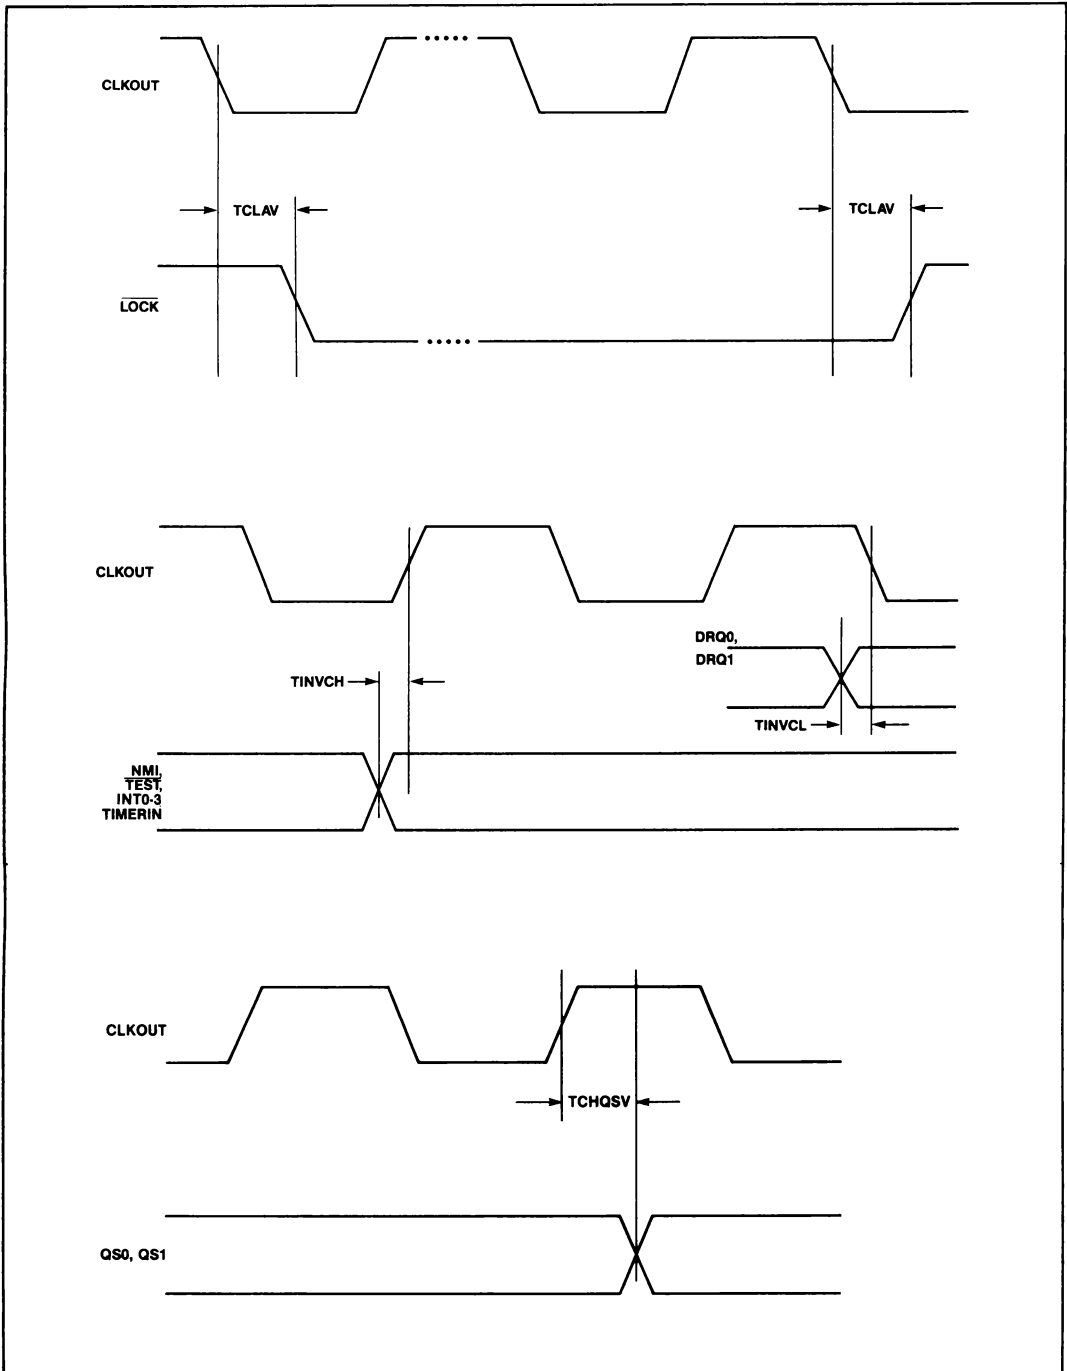 CLKOUT
TCLAV
TCLAV
LOCK
CLKOUT
DRQ0,
DRQ1
TINVCH
TINVCL
NMI,
TEST,
INT0-3
TIMERIN
CLKOUT
TCHQSV
QS0, QS1